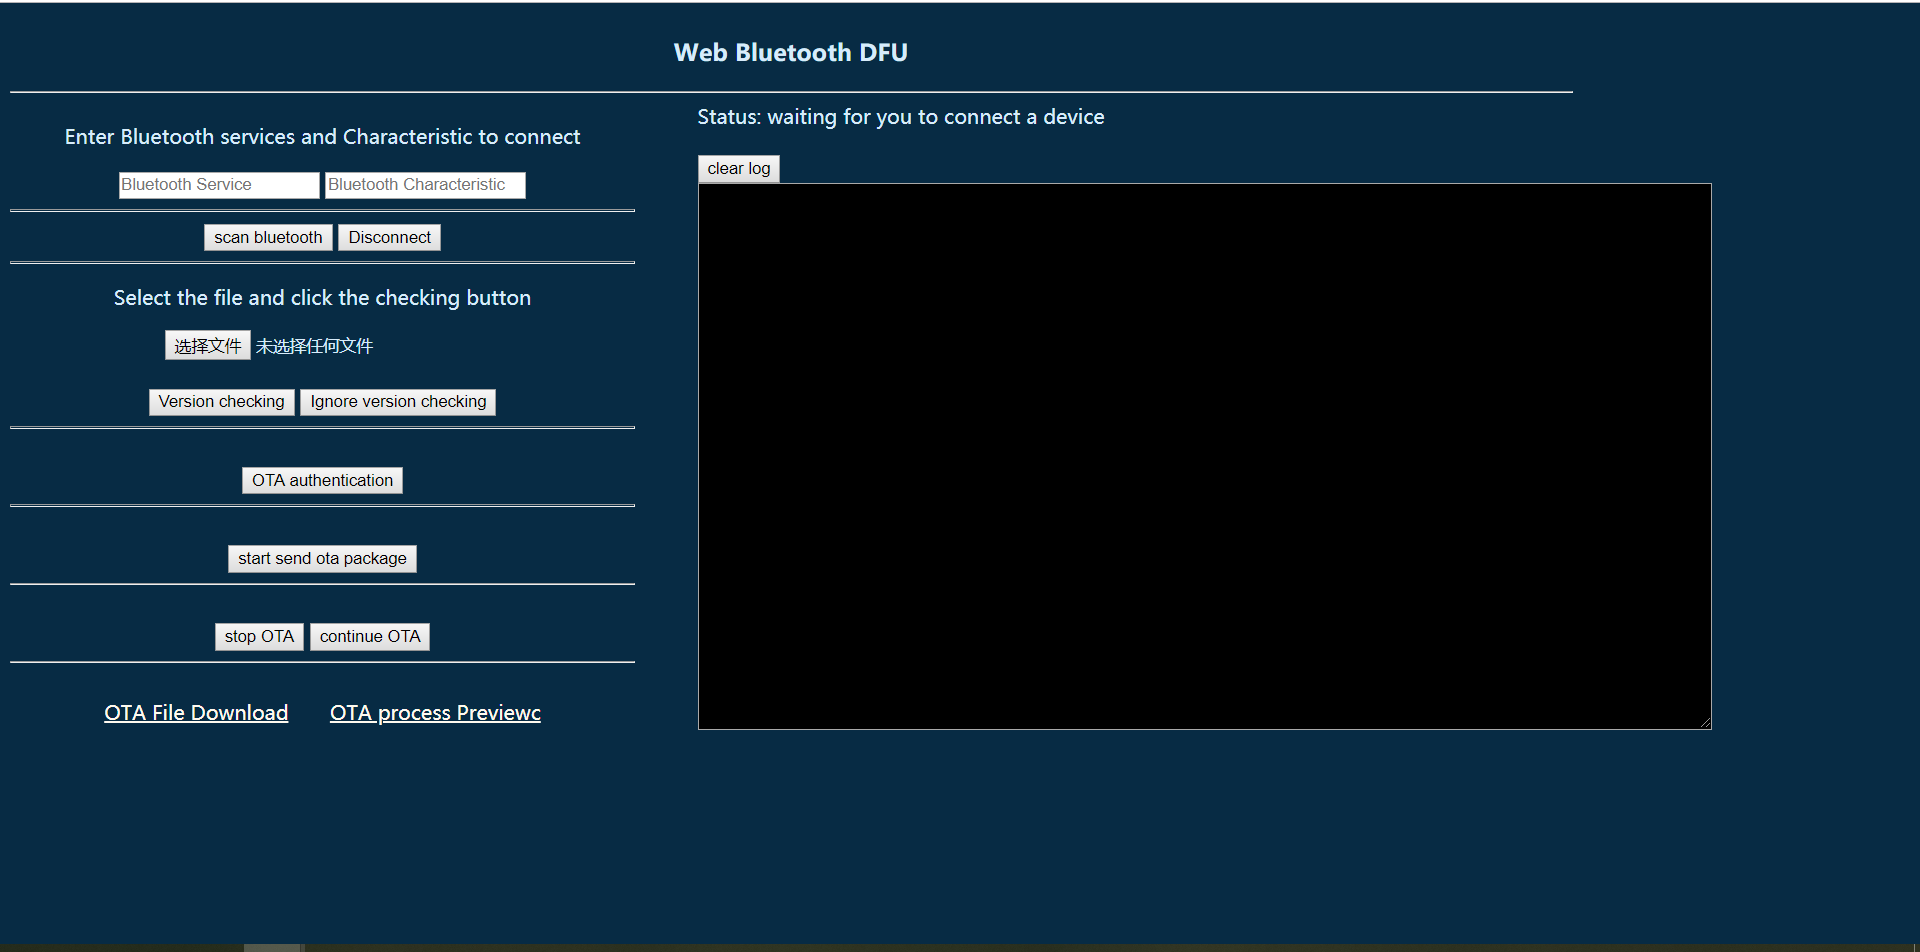 Web Bluetooth DFU
Enter Bluetooth services and Characteristic to connect
Bluetooth Service Bluetooth Characteristic
scan bluetooth Disconnect
Select the file and click the checking button
选择文件 未选择任何文件
Version checking Ignore version checking
OTA authentication
start send ota package
stop OTA continue OTA
OTA File Download OTA process Previewc
Status: waiting for you to connect a device
clear log